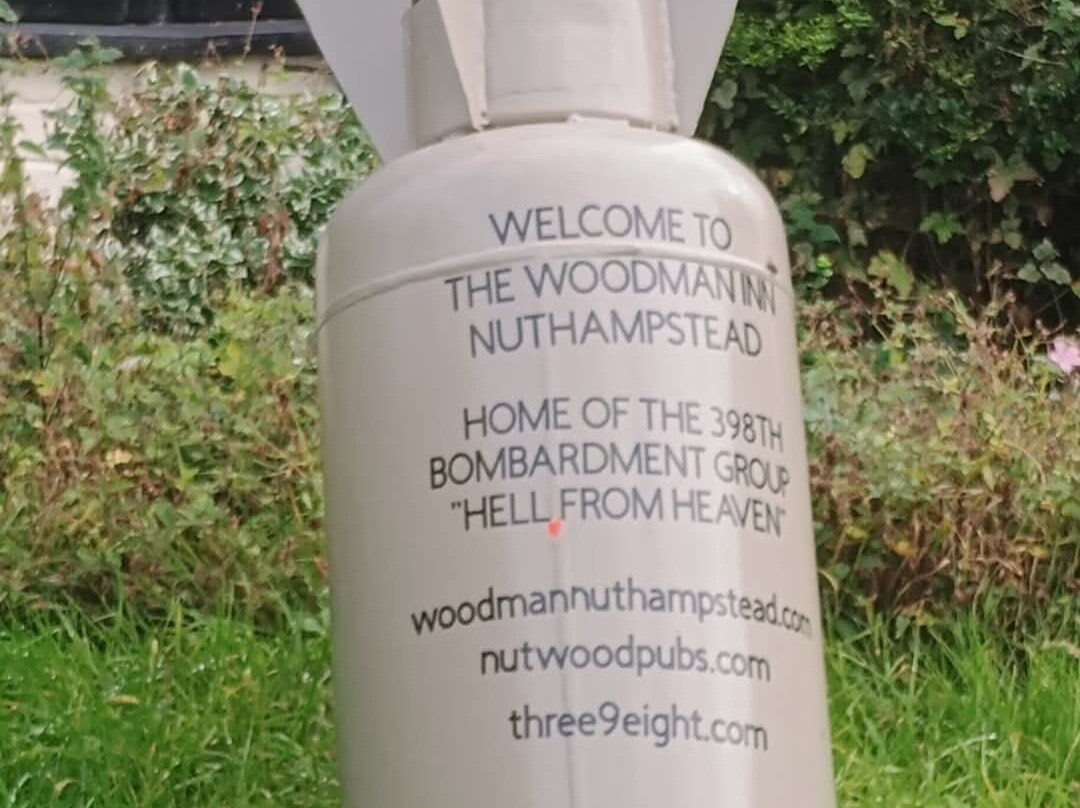 WELCOME TO
THE WOODMAN INN
NUTHAMPSTEAD
HOME OF THE 398TH
BOMBARDMENT GROUP
"HELL FROM HEAVEN"
woodmannuthampstead.com
nutwoodpubs.com
three9eight.com